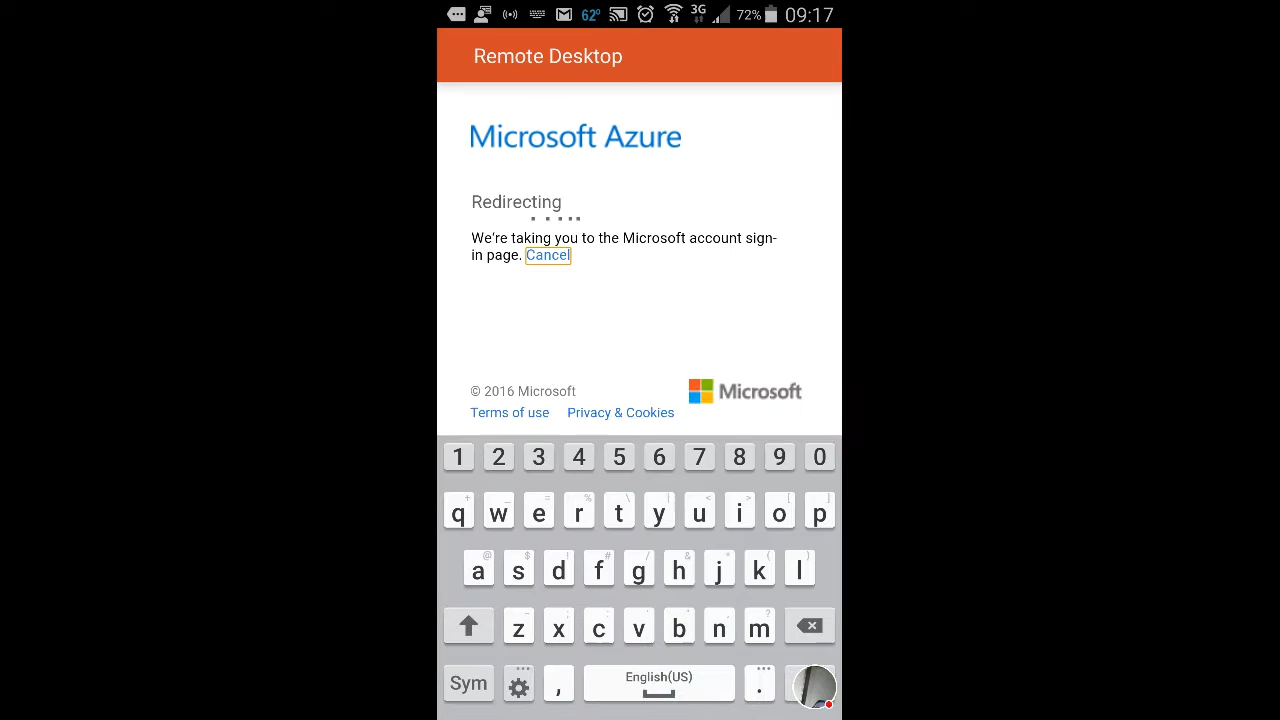 62° 3G 72% 09:17
Remote Desktop
Microsoft Azure
Redirecting
We're taking you to the Microsoft account sign-
in page. Cancel
© 2016 Microsoft
Microsoft
Terms of use Privacy & Cookies
1 2 3 4 5 6 7 8 9 0
q w e r t y u i o p
a s d f g h j k l
z x c v b n m
Sym , English(US) .